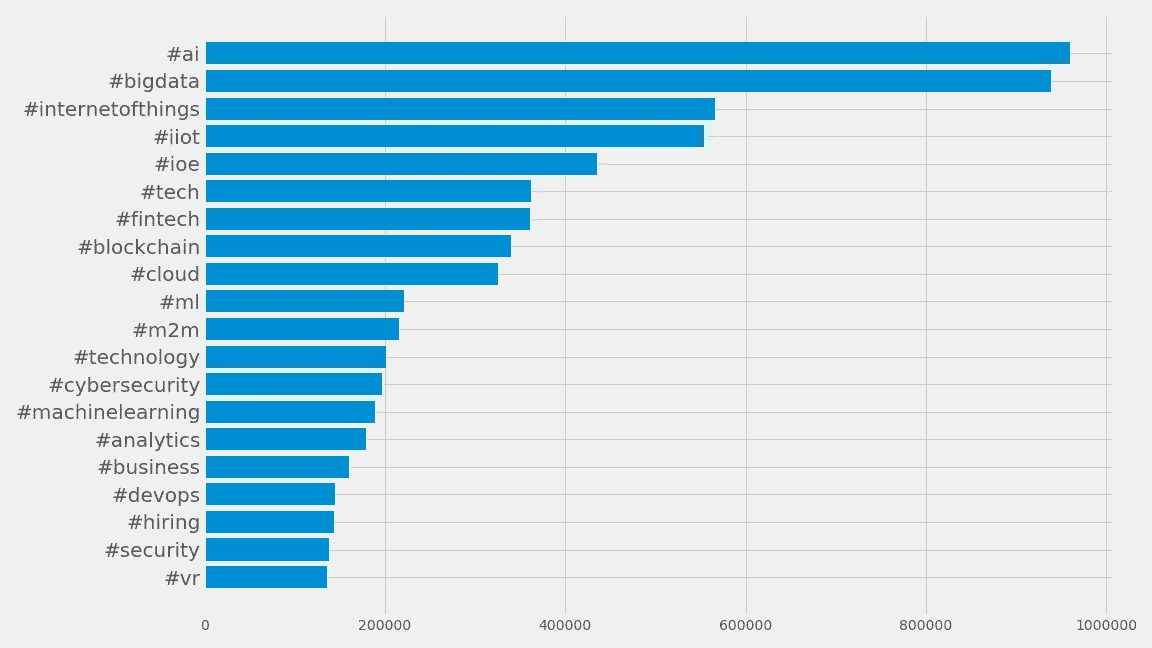 #ai
#bigdata
#internetofthings
#iiot
#ioe
#tech
#fintech
#blockchain
#cloud
#ml
#m2m
#technology
#cybersecurity
#machinelearning
#analytics
#business
#devops
#hiring
#security
#vr
0 200000 400000 600000 800000 1000000